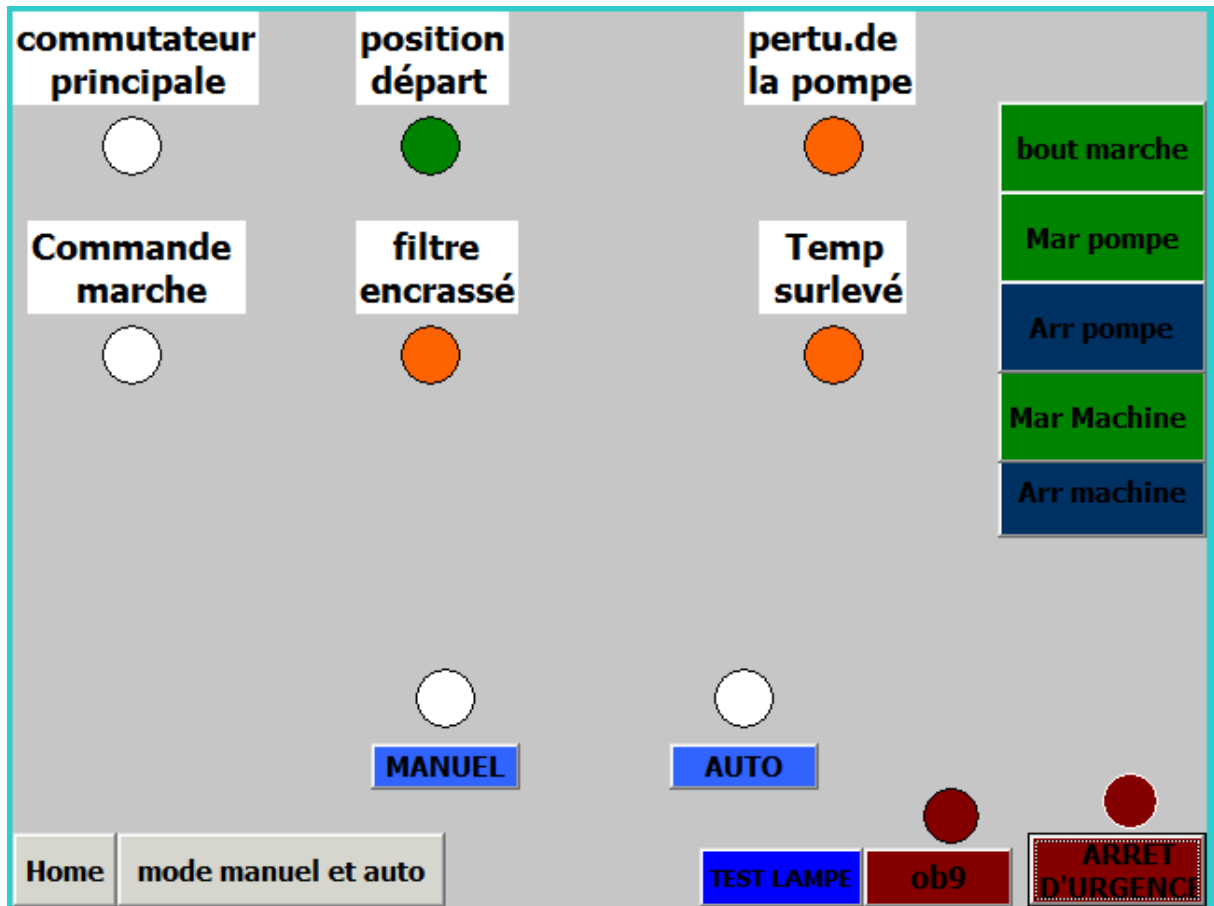 commutateur
principale
position
départ
pertu.de
la pompe
bout marche
Mar pompe
Commande
marche
filtre
encrassé
Temp
surlevé
Arr pompe
Mar Machine
Arr machine
MANUEL
AUTO
Home
mode manuel et auto
TEST LAMPE
ob9
ARRET
D'URGENCE